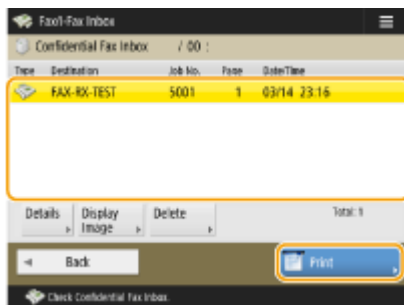 Fax/I-Fax Inbox
Confidential Fax Inbox / 00 :
Type Destination Job No. Page Date/Time
FAX-RX-TEST 5001 1 03/14 23:16
Details Display Image Delete Total: 1
Back Print
Check Confidential Fax Inbox.